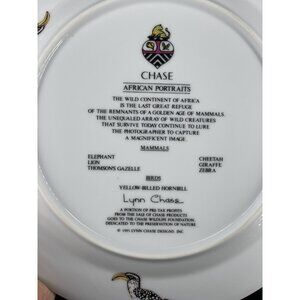 CHASE
AFRICAN PORTRAITS
THE WILD CONTINENT OF AFRICA
IS THE LAST GREAT REFUGE
OF THE REMNANTS OF A GOLDEN AGE OF MAMMALS.
THE UNEQUALED ARRAY OF WILD CREATURES
THAT SURVIVE TODAY CONTINUE TO LURE
THE PHOTOGRAPHER TO CAPTURE
A MAGNIFICENT IMAGE.
MAMMALS
ELEPHANT CHEETAH
LION GIRAFFE
THOMSON'S GAZELLE ZEBRA
BIRDS
YELLOW-BILLED HORNBILL
Lynn Chase
A PORTION OF PRE-TAX PROFITS
FROM THE SALE OF CHASE PRODUCTS
GOES TO THE CHASE WILDLIFE FOUNDATION,
DEDICATED TO THE PRESERVATION OF NATURE
© 1995 LYNN CHASE DESIGNS, INC.